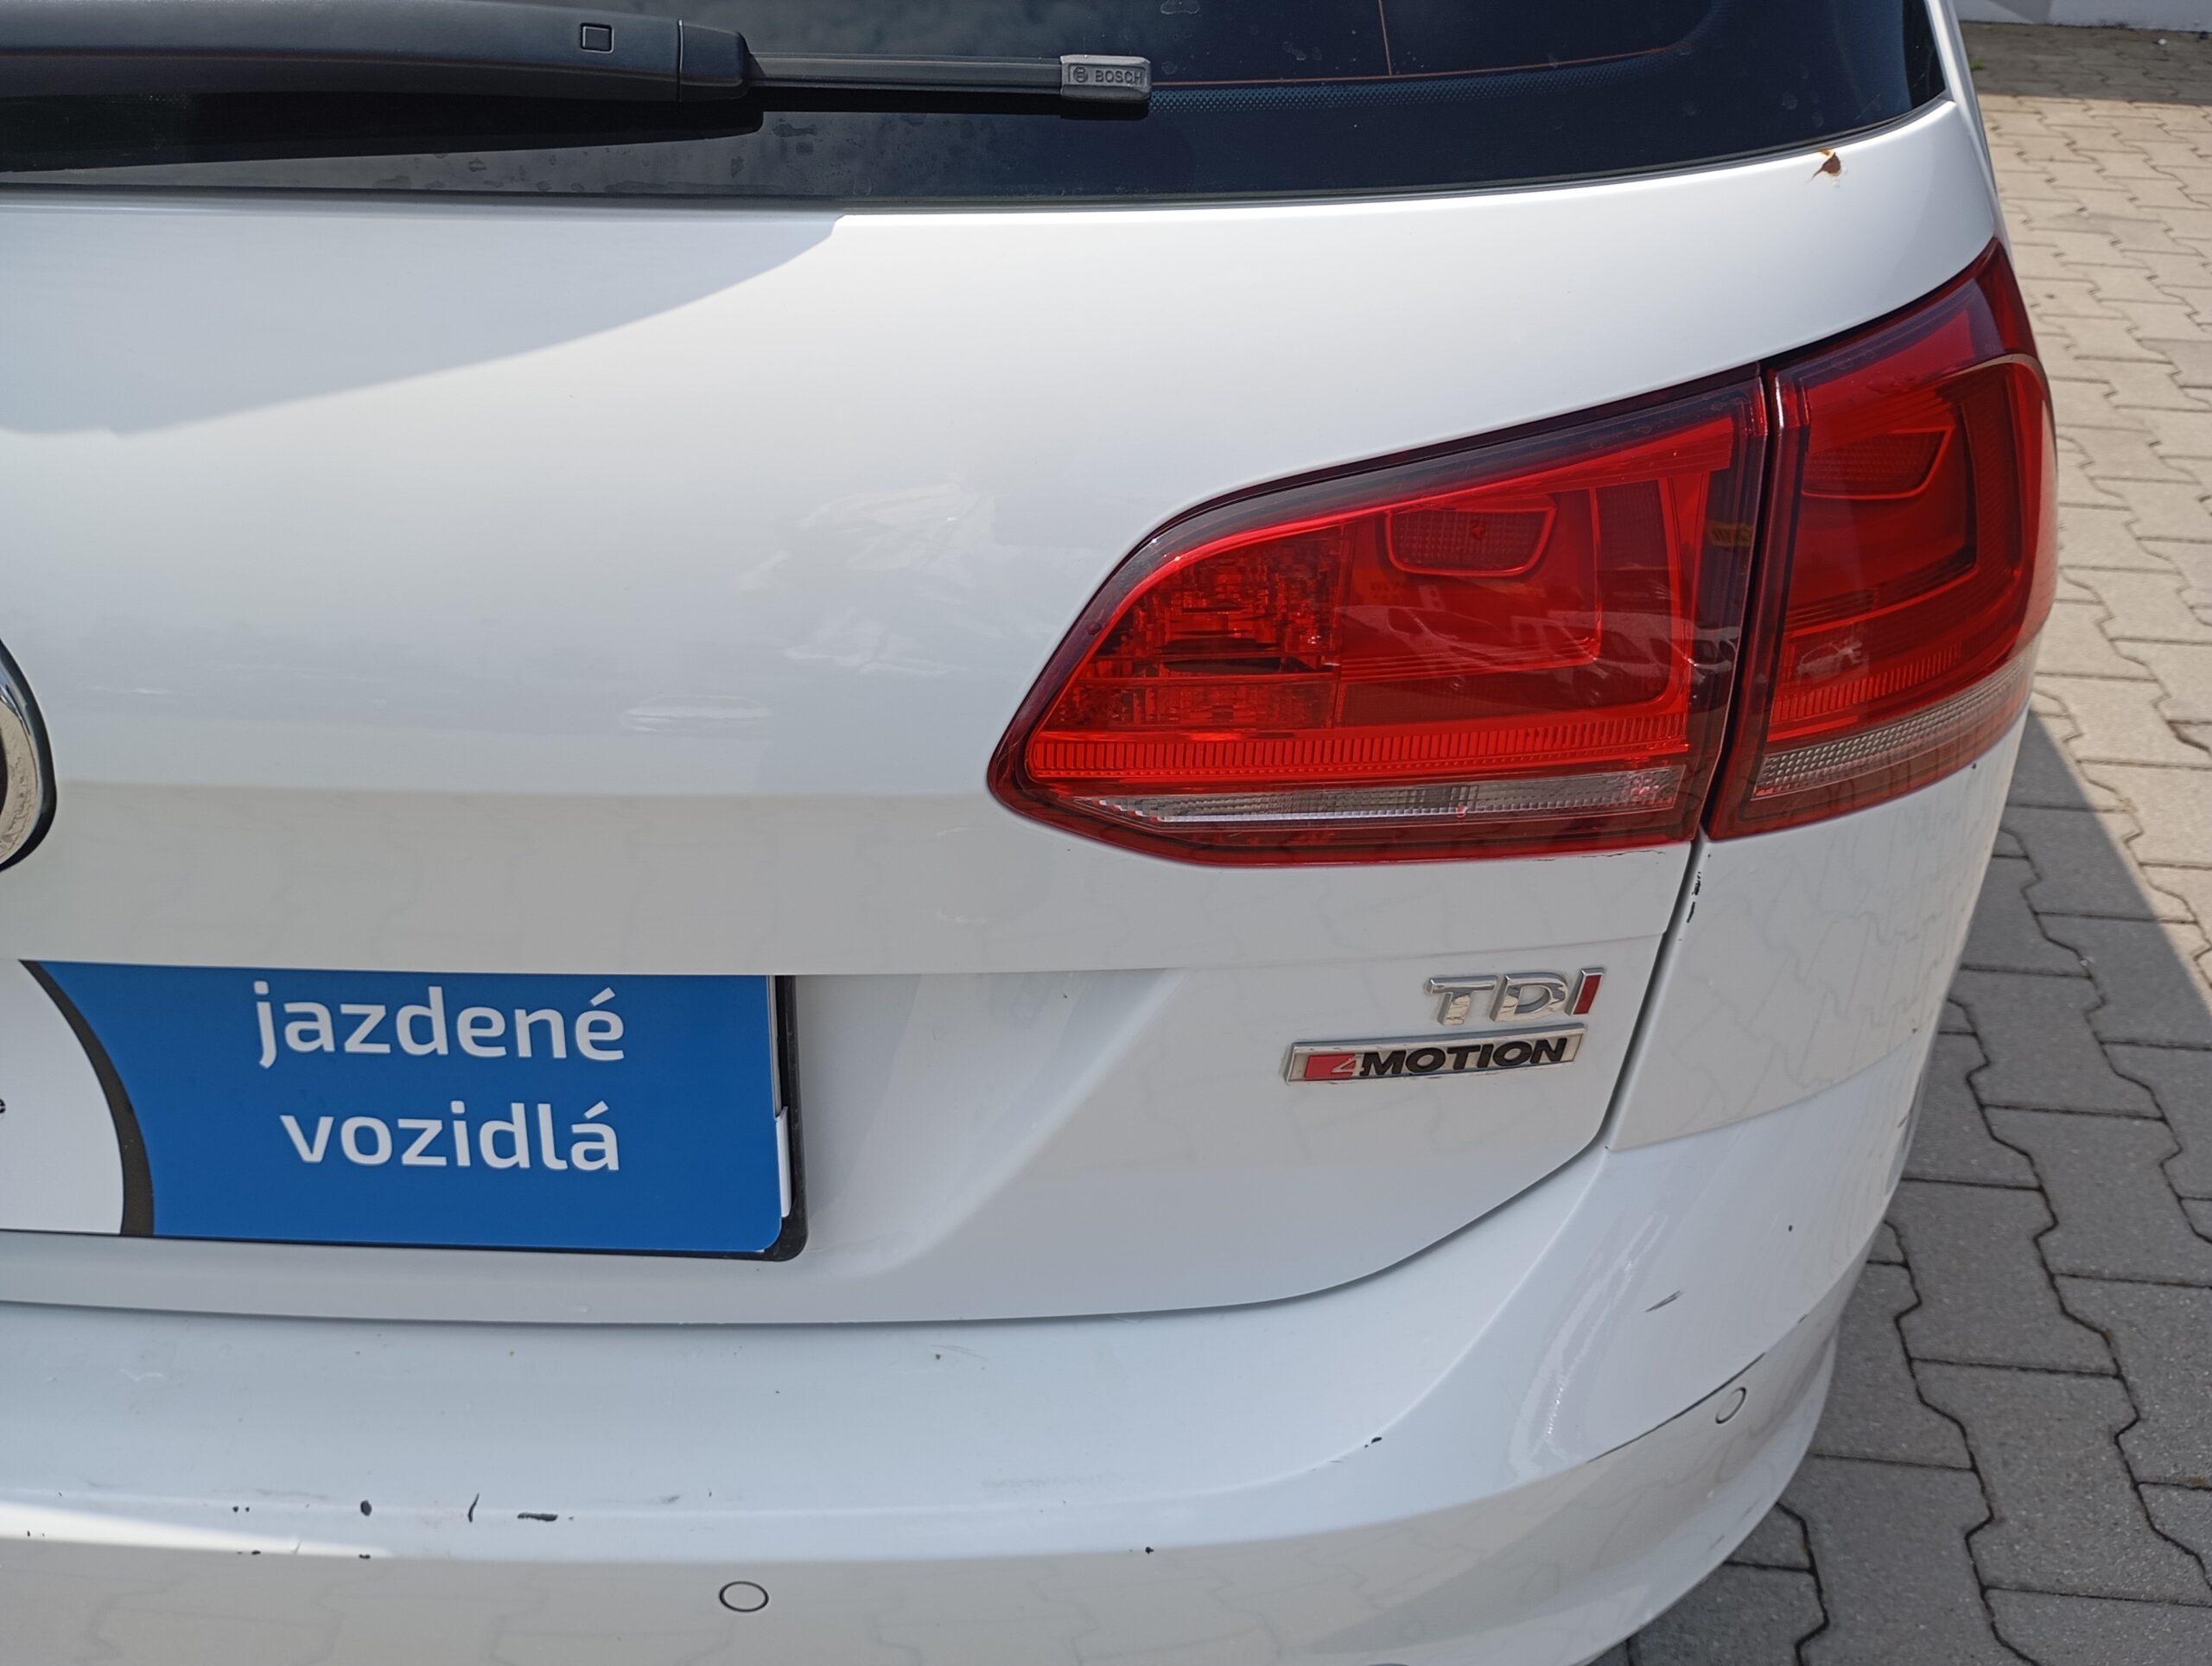 BOSCH
TDI
4MOTION
jazdené
vozidlá